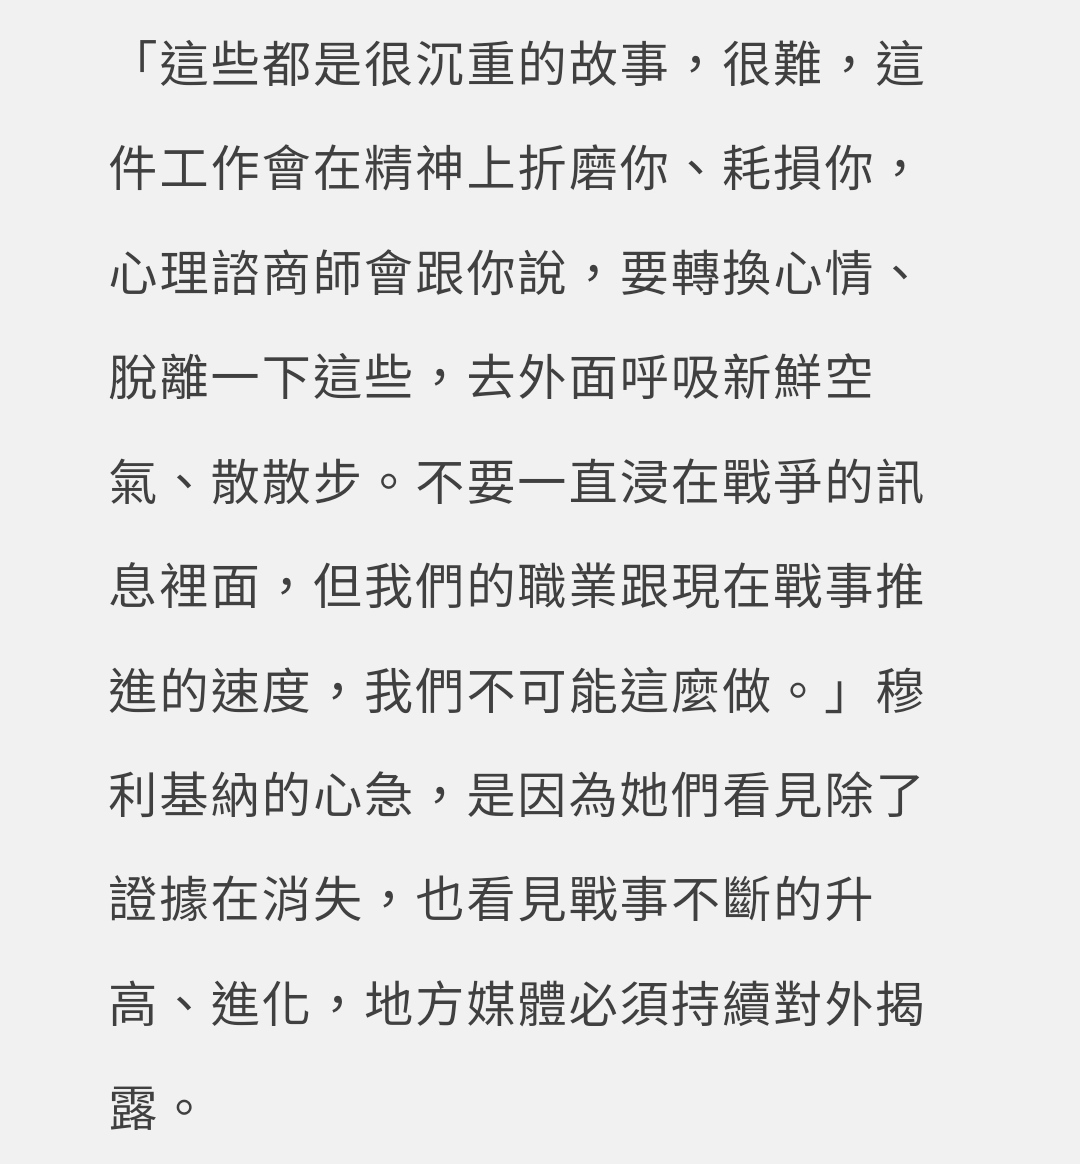 「這些都是很沉重的故事，很難，這
件工作會在精神上折磨你、耗損你，
心理諮商師會跟你說，要轉換心情、
脫離一下這些，去外面呼吸新鮮空
氣、散散步。不要一直浸在戰爭的訊
息裡面，但我們的職業跟現在戰事推
進的速度，我們不可能這麼做。」穆
利基納的心急，是因為她們看見除了
證據在消失，也看見戰事不斷的升
高、進化，地方媒體必須持續對外揭
露。